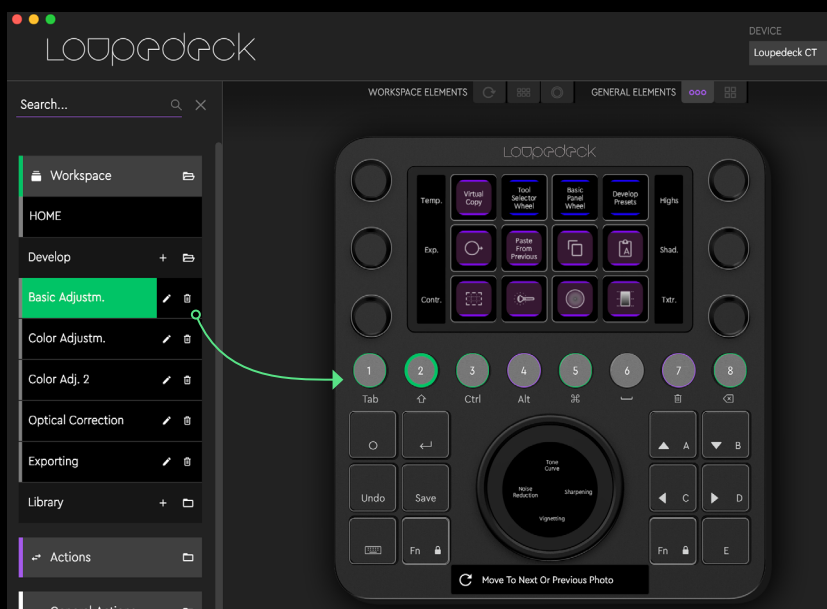 Loupedeck
DEVICE
Loupedeck CT
Search...
WORKSPACE ELEMENTS
GENERAL ELEMENTS
Workspace
HOME
Develop
Basic Adjustm.
Color Adjustm.
Color Adj. 2
Optical Correction
Exporting
Library
Actions
General Actions
Loupedeck
Temp.
Virtual
Copy
Tool
Selector
Wheel
Basic
Panel
Wheel
Develop
Presets
Highs
Exp.
Paste
From
Previous
A
Shad.
Contr.
Txtr.
1 2 3 4 5 6 7 8
Tab ⇧ Ctrl Alt ⌘
A B
Undo Save
C D
Fn
Fn E
Tone
Curve
Noise
Reduction
Sharpening
Vignetting
Move To Next Or Previous Photo